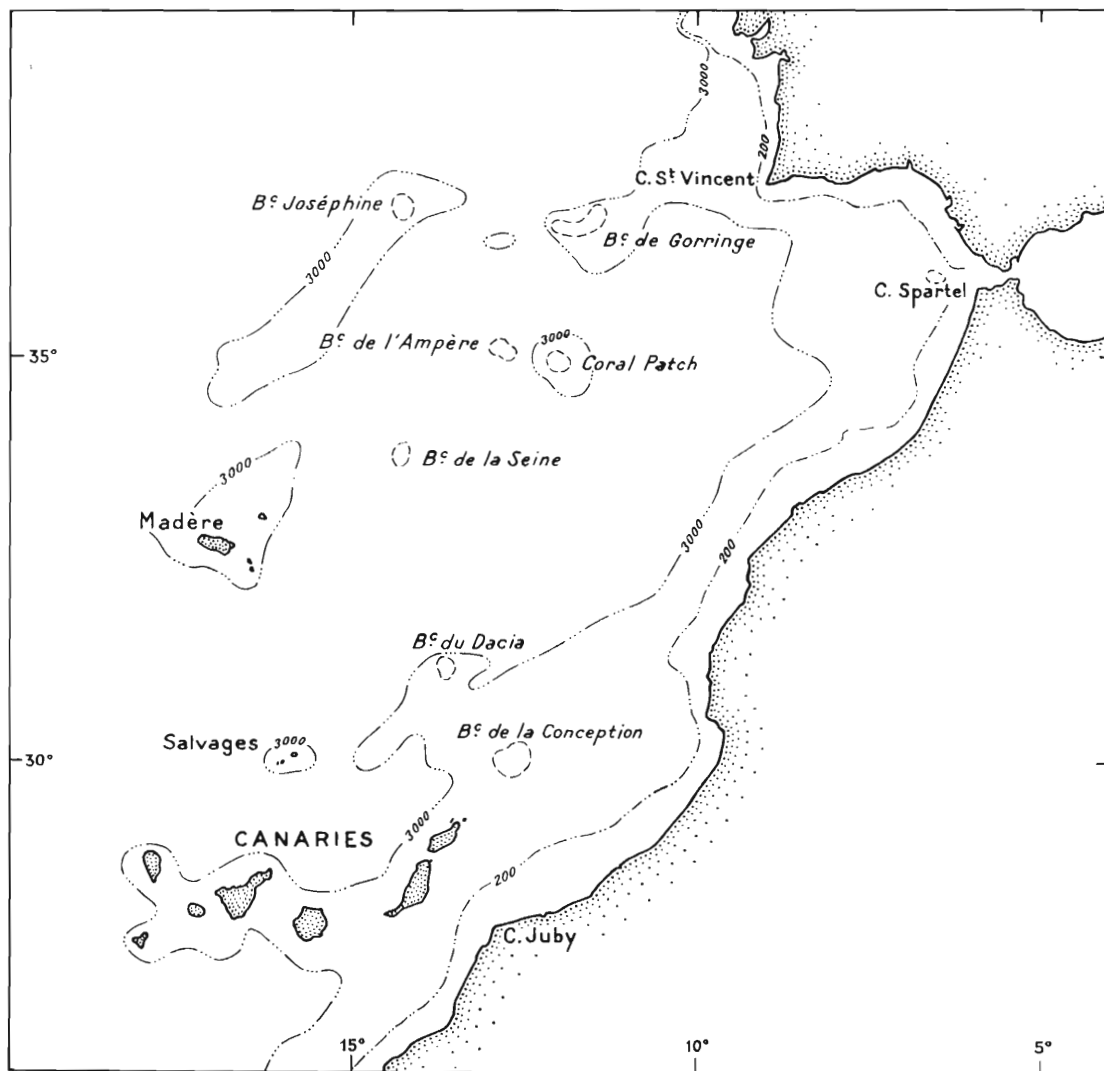 3000
200
C. St Vincent
Bc Joséphine
Bc de Gorringe
3000
C. Spartel
Bc de l'Ampère
3000
35°
Coral Patch
Bc de la Seine
3000
Madère
3000
200
Bc du Dacia
Bc de la Conception
Salvages
3000
30°
CANARIES
3000
200
C. Juby
15°
10°
5°